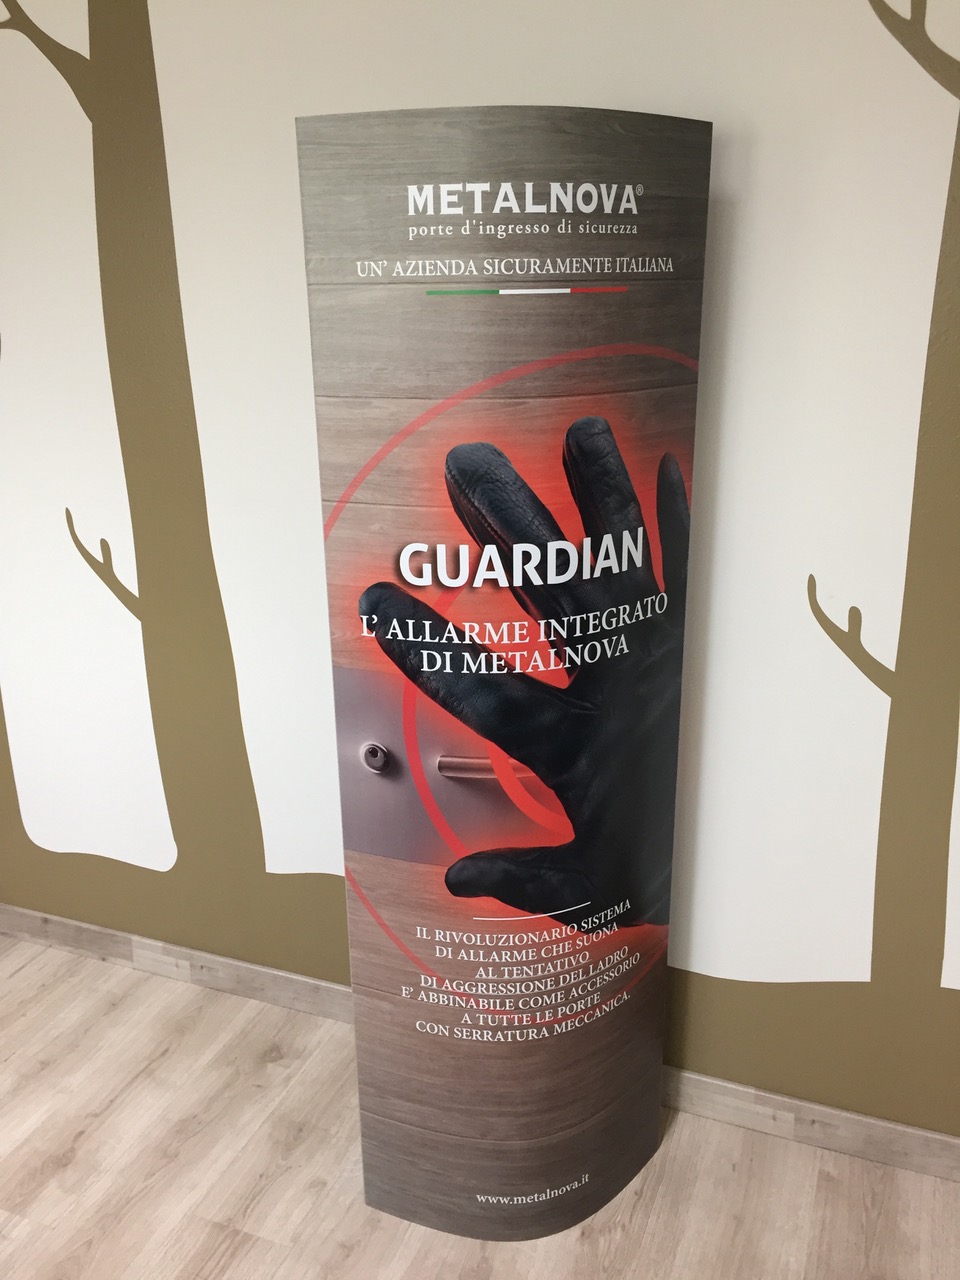 METALNOVA®
porte d'ingresso di sicurezza
UN' AZIENDA SICURAMENTE ITALIANA
GUARDIAN
L' ALLARME INTEGRATO
DI METALNOVA
IL RIVOLUZIONARIO SISTEMA
DI ALLARME CHE SUONA
AL TENTATIVO
DI AGGRESSIONE DEL LADRO
E' ABBINABILE COME ACCESSORIO
A TUTTE LE PORTE
CON SERRATURA MECCANICA.
www.metalnova.it